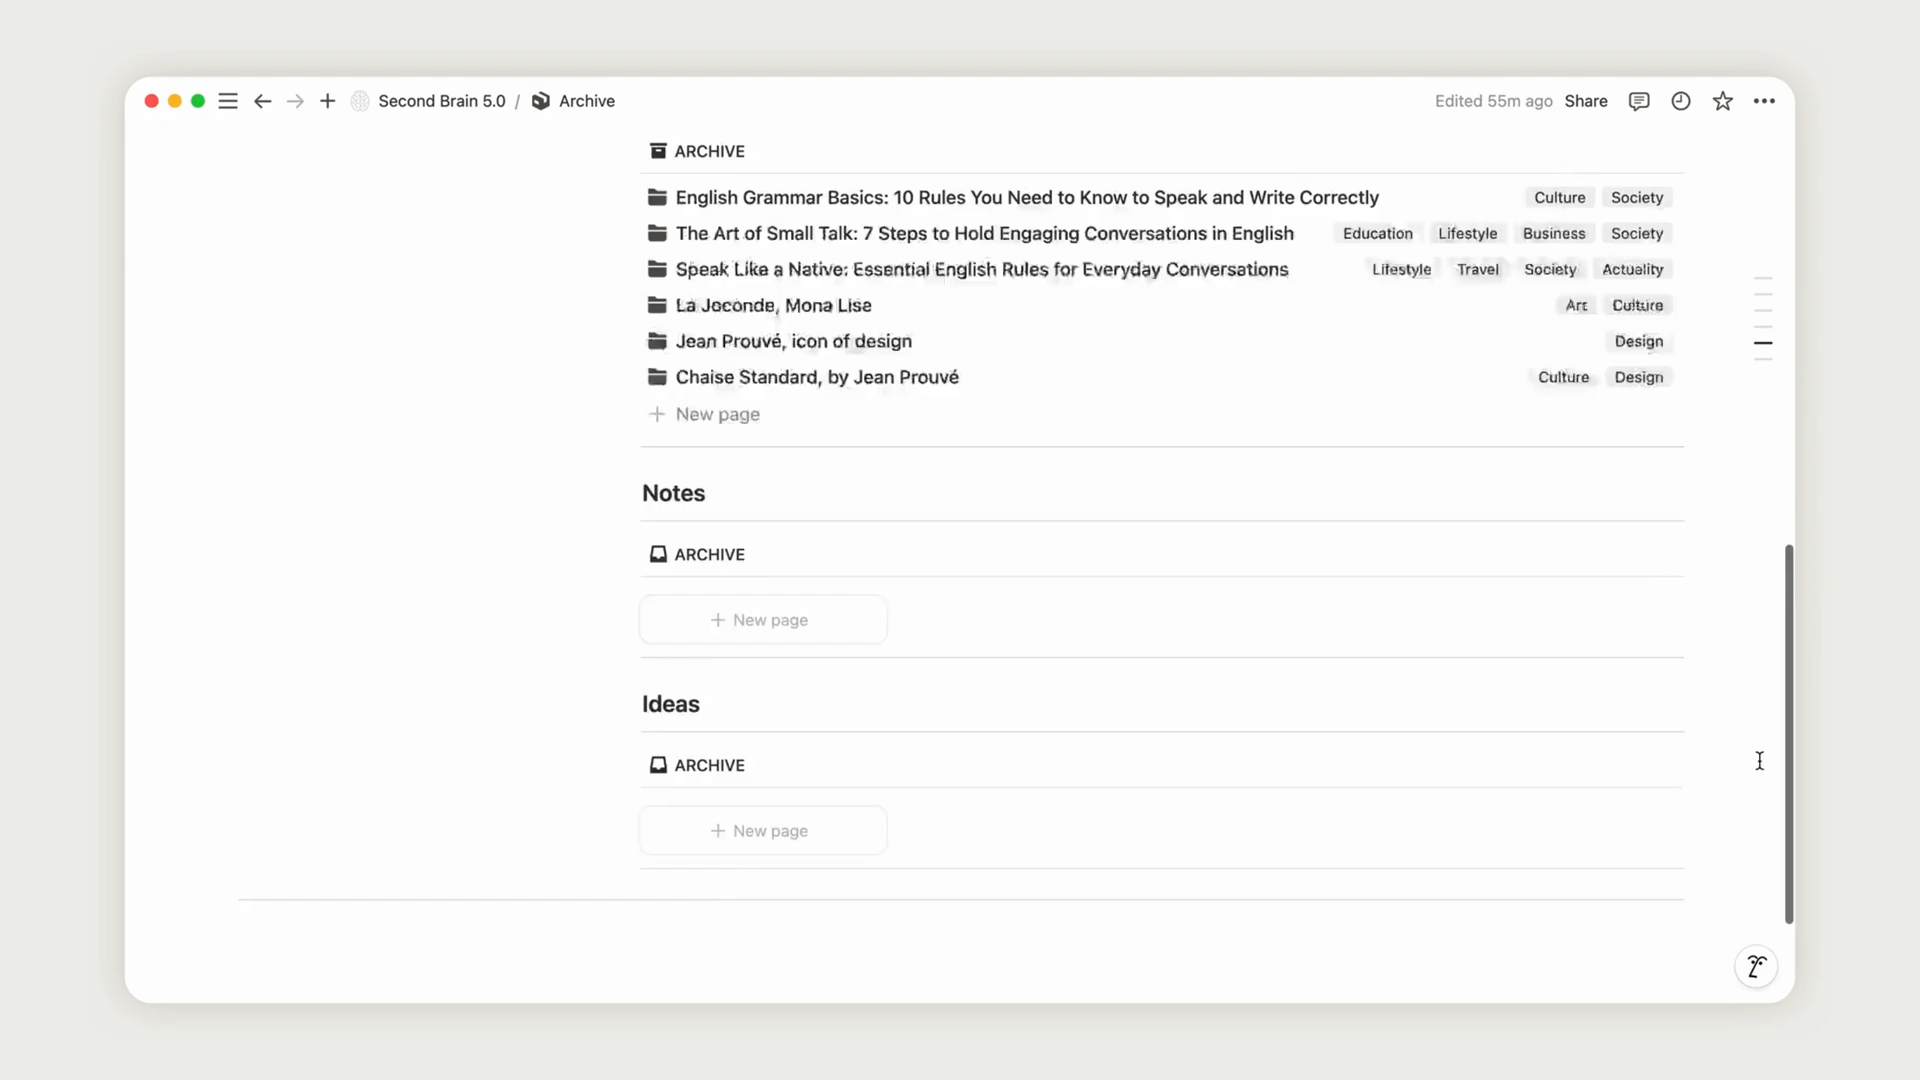 Second Brain 5.0 / Archive Edited 55m ago Share
ARCHIVE
English Grammar Basics: 10 Rules You Need to Know to Speak and Write Correctly Culture Society
The Art of Small Talk: 7 Steps to Hold Engaging Conversations in English Education Lifestyle Business Society
Speak Like a Native: Essential English Rules for Everyday Conversations Lifestyle Travel Society Actuality
La Joconde, Mona Lise Art Culture
Jean Prouvé, icon of design Design
Chaise Standard, by Jean Prouvé Culture Design
New page
Notes
ARCHIVE
New page
Ideas
ARCHIVE
New page